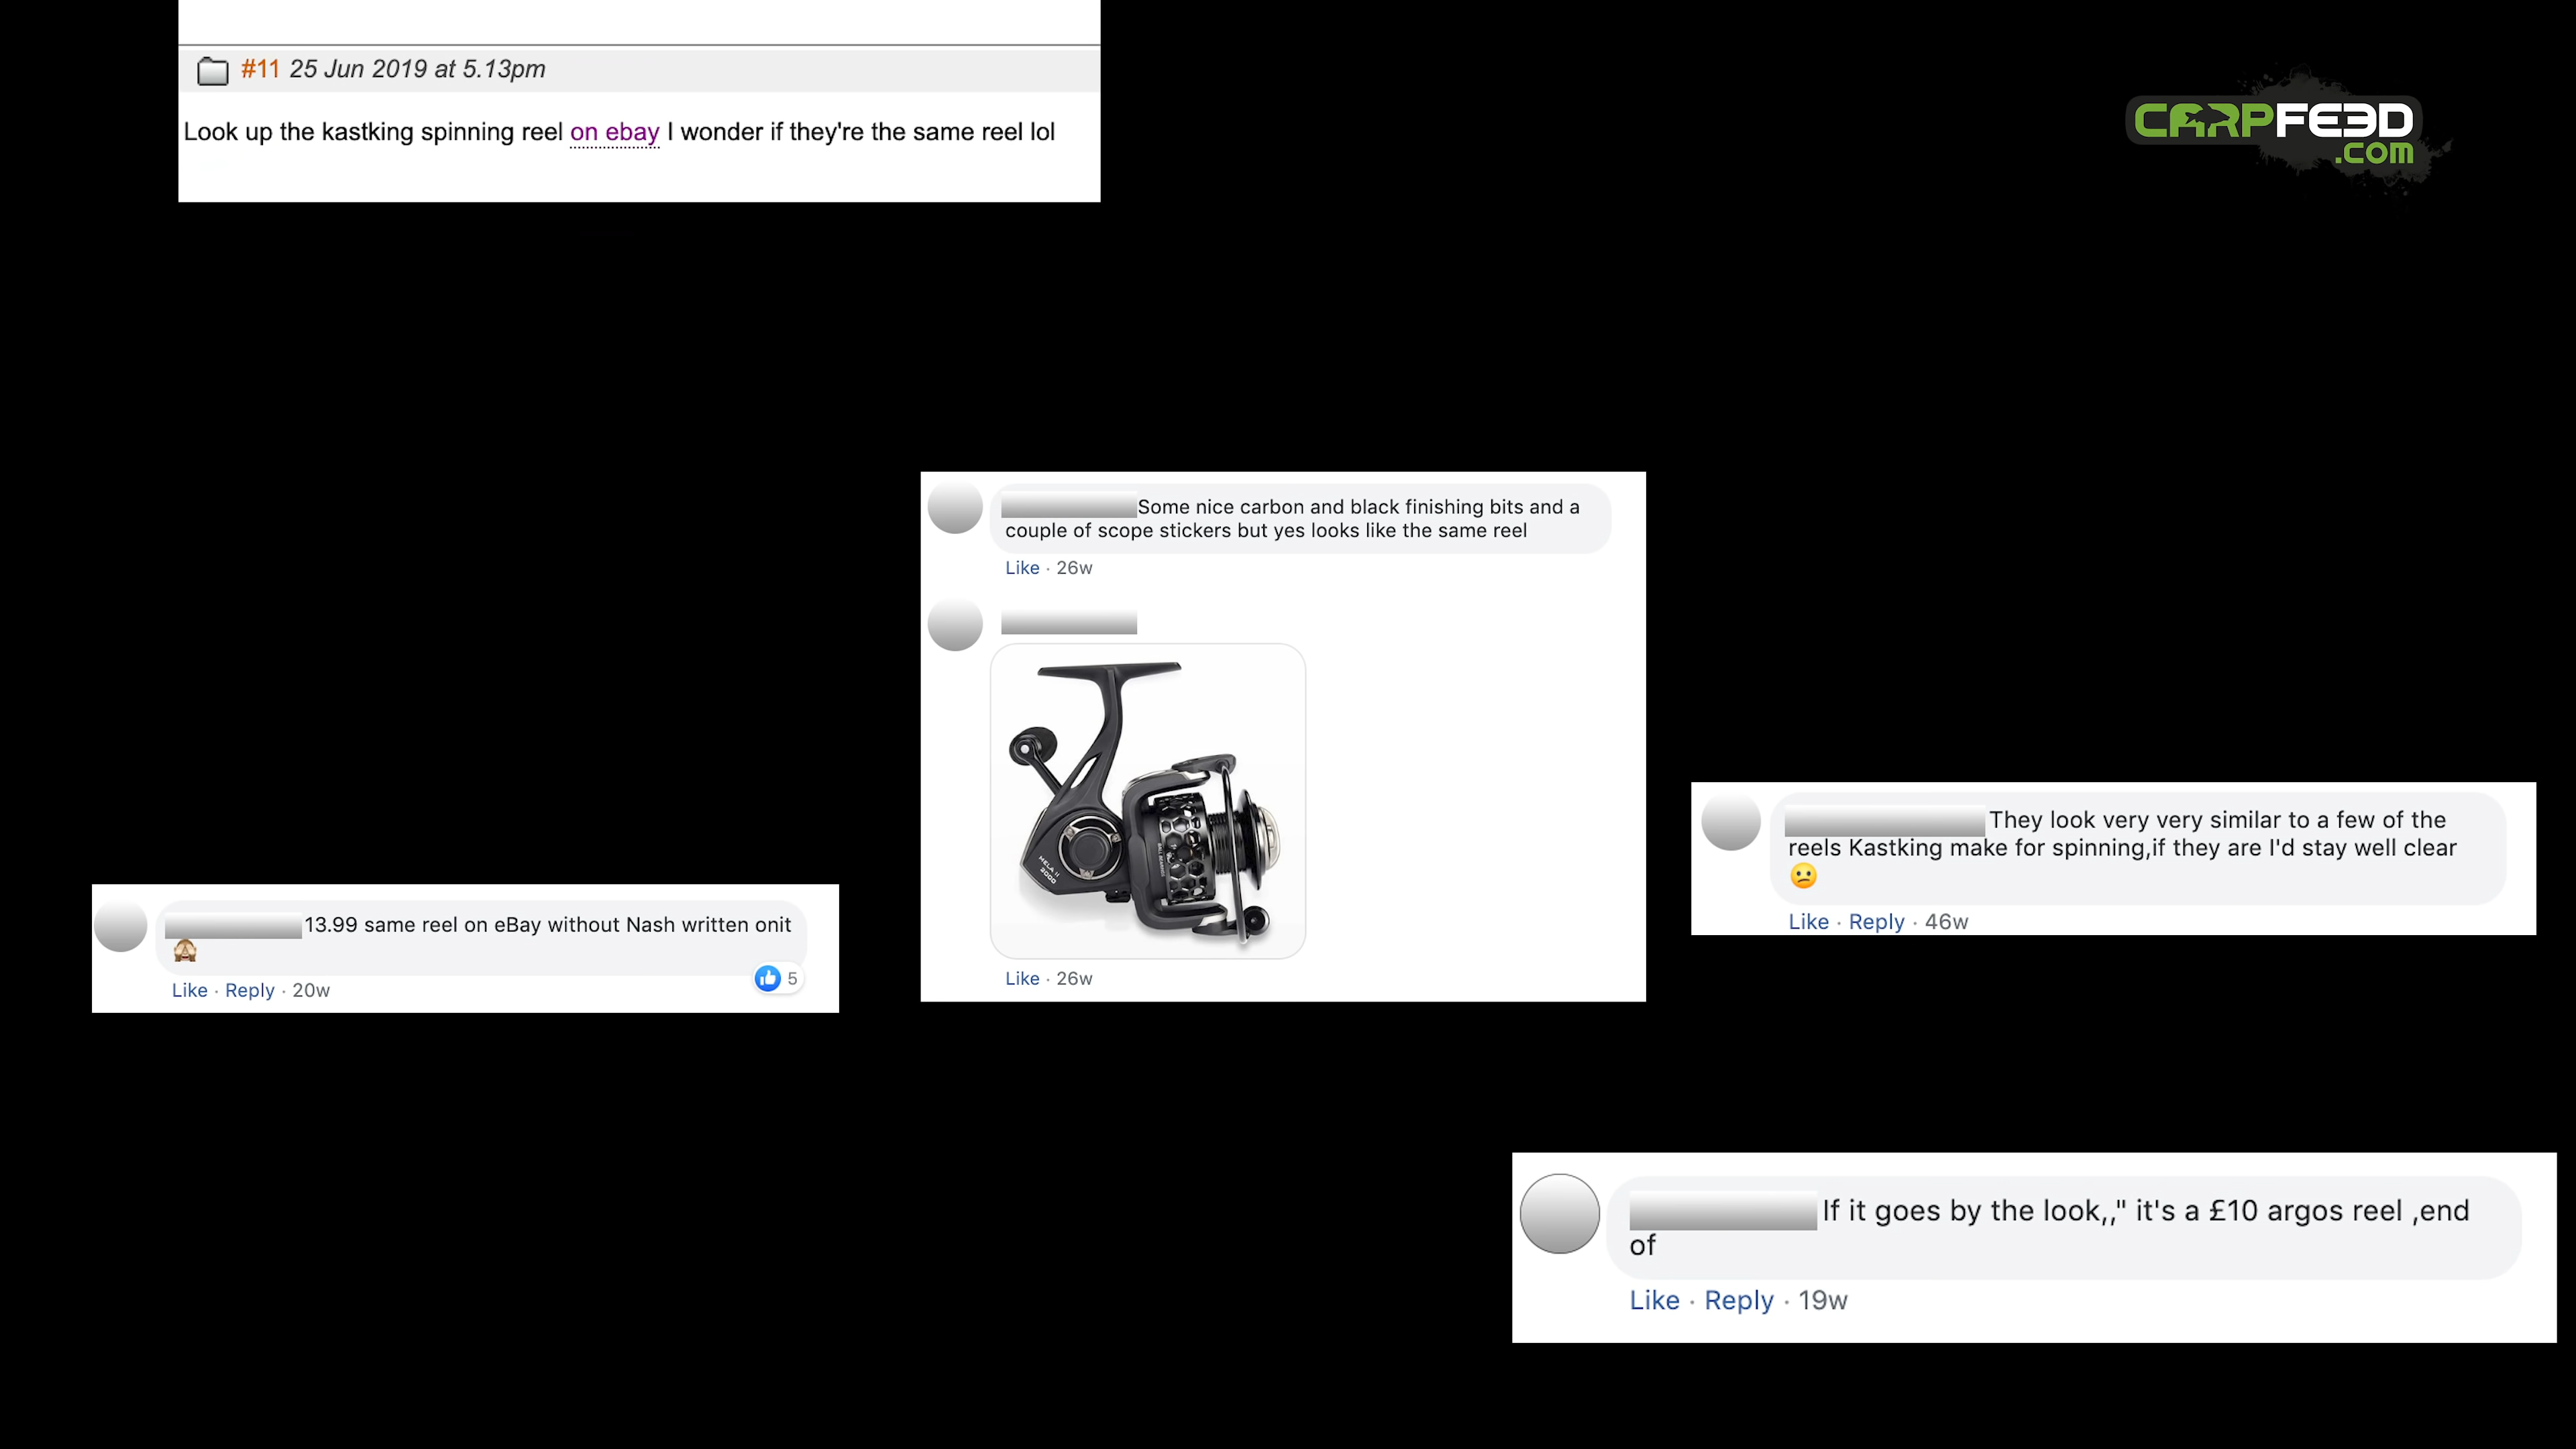 #11 25 Jun 2019 at 5.13pm
Look up the kastking spinning reel on ebay I wonder if they're the same reel lol
CARPFEED
.COM
Some nice carbon and black finishing bits and a
couple of scope stickers but yes looks like the same reel
Like · 26w
MELA II
2000
Like · 26w
They look very very similar to a few of the
reels Kastking make for spinning,if they are I'd stay well clear
😕
Like · Reply · 46w
13.99 same reel on eBay without Nash written onit
🙈
5
Like · Reply · 20w
If it goes by the look,," it's a £10 argos reel ,end
of
Like · Reply · 19w